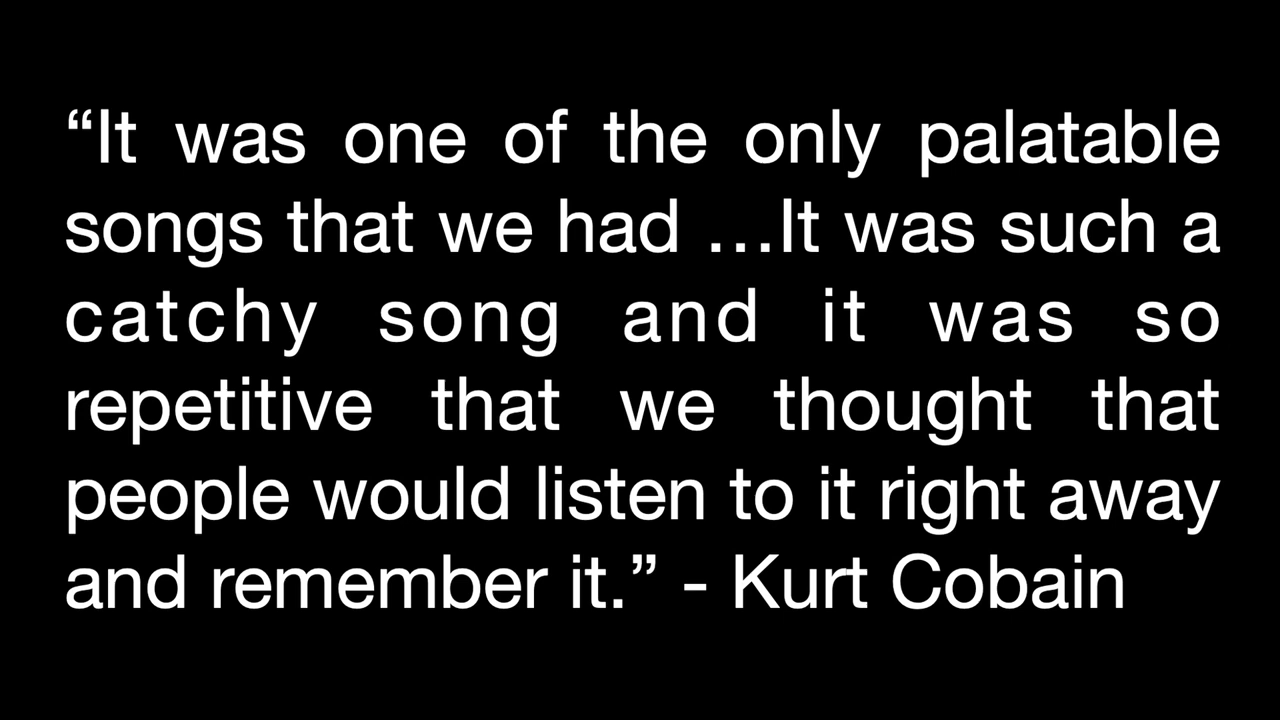 “It was one of the only palatable
songs that we had ...It was such a
catchy song and it was so
repetitive that we thought that
people would listen to it right away
and remember it.” - Kurt Cobain